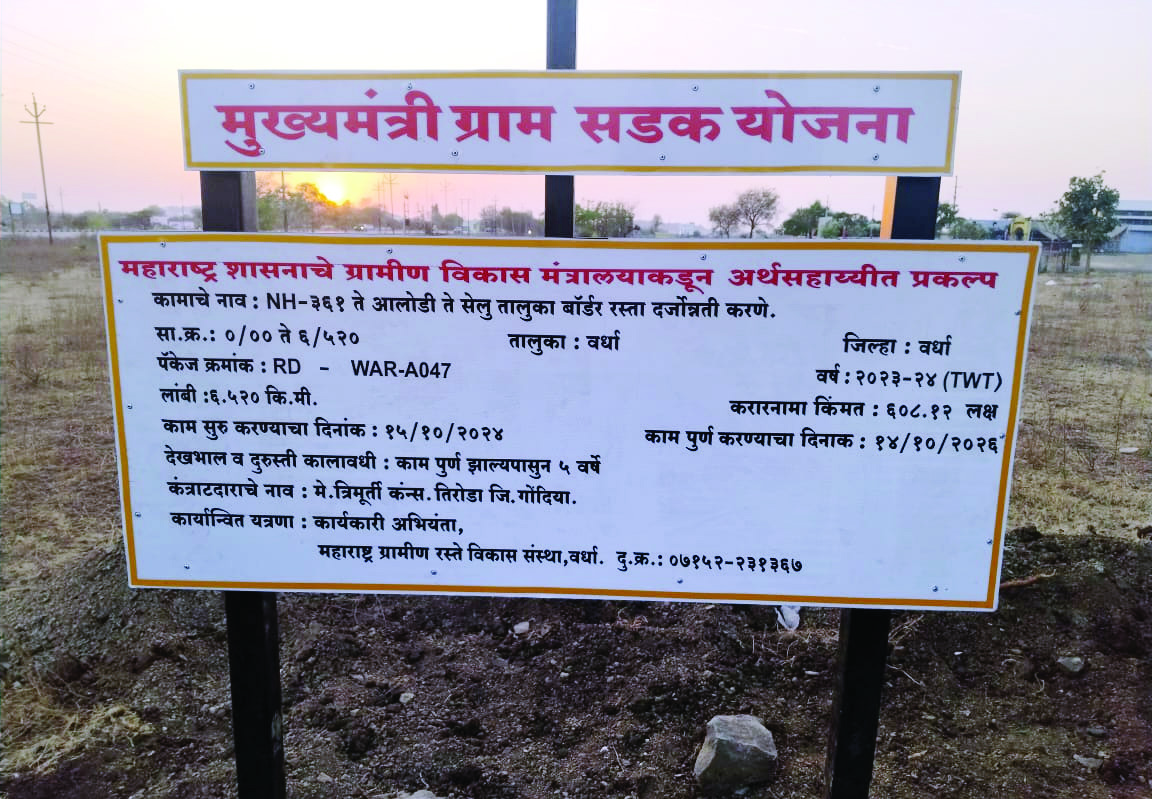 मुख्यमंत्री ग्राम सडक योजना
महाराष्ट्र शासनाचे ग्रामीण विकास मंत्रालयाकडून अर्थसहाय्यीत प्रकल्प
कामाचे नाव : NH-३६१ ते आलोडी ते सेलु तालुका बॉर्डर रस्ता दर्जोन्नती करणे.
सा.क्र.: ०/०० ते ६/५२० तालुका : वर्धा जिल्हा : वर्धा
पॅकेज क्रमांक : RD - WAR-A047 वर्ष : २०२३-२४ (TWT)
लांबी :६.५२० कि.मी. करारनामा किंमत : ६०८.१२ लक्ष
काम सुरु करण्याचा दिनांक : १५/१०/२०२४ काम पुर्ण करण्याचा दिनाक : १४/१०/२०२६
देखभाल व दुरुस्ती कालावधी : काम पुर्ण झाल्यपासुन ५ वर्षे
कंत्राटदाराचे नाव : मे.त्रिमूर्ती कंन्स.तिरोडा जि.गोंदिया.
कार्यान्वित यत्रणा : कार्यकारी अभियंता,
महाराष्ट्र ग्रामीण रस्ते विकास संस्था,वर्धा. दु.क्र.: ०७१५२-२३१३६७